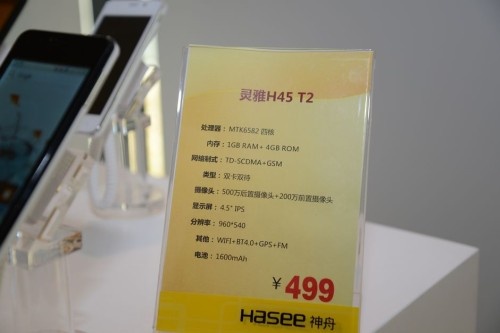 灵雅H45 T2
处理器：MTK6582 四核
内存：1GB RAM+ 4GB ROM
网络制式：TD-SCDMA+GSM
类型：双卡双待
摄像头：500万后置摄像头+200万前置摄像头
显示屏：4.5" IPS
分辨率：960*540
其他：WIFI+BT4.0+GPS+FM
电池：1600mAh
￥499
Hasee 神舟